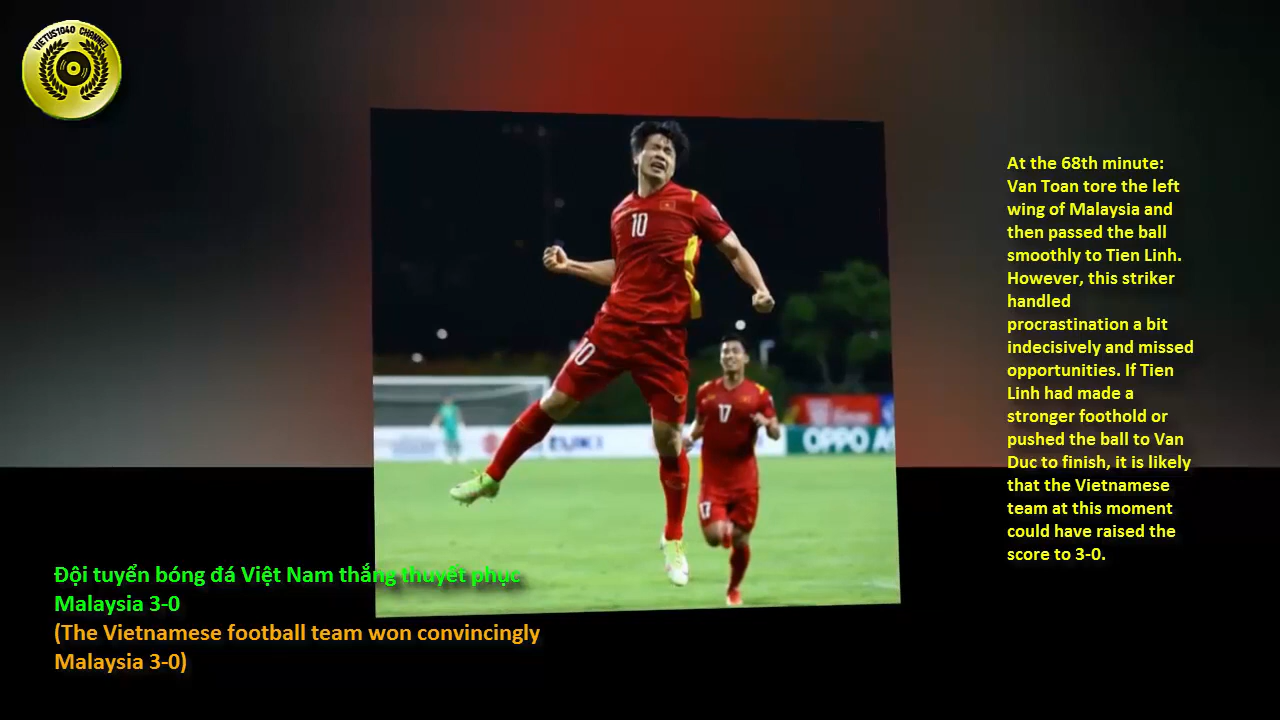 VIETUS1040 CHANNEL
10
10
17
17
OPPO A
At the 68th minute:
Van Toan tore the left
wing of Malaysia and
then passed the ball
smoothly to Tien Linh.
However, this striker
handled
procrastination a bit
indecisively and missed
opportunities. If Tien
Linh had made a
stronger foothold or
pushed the ball to Van
Duc to finish, it is likely
that the Vietnamese
team at this moment
could have raised the
score to 3-0.
Đội tuyển bóng đá Việt Nam thắng thuyết phục
Malaysia 3-0
(The Vietnamese football team won convincingly
Malaysia 3-0)